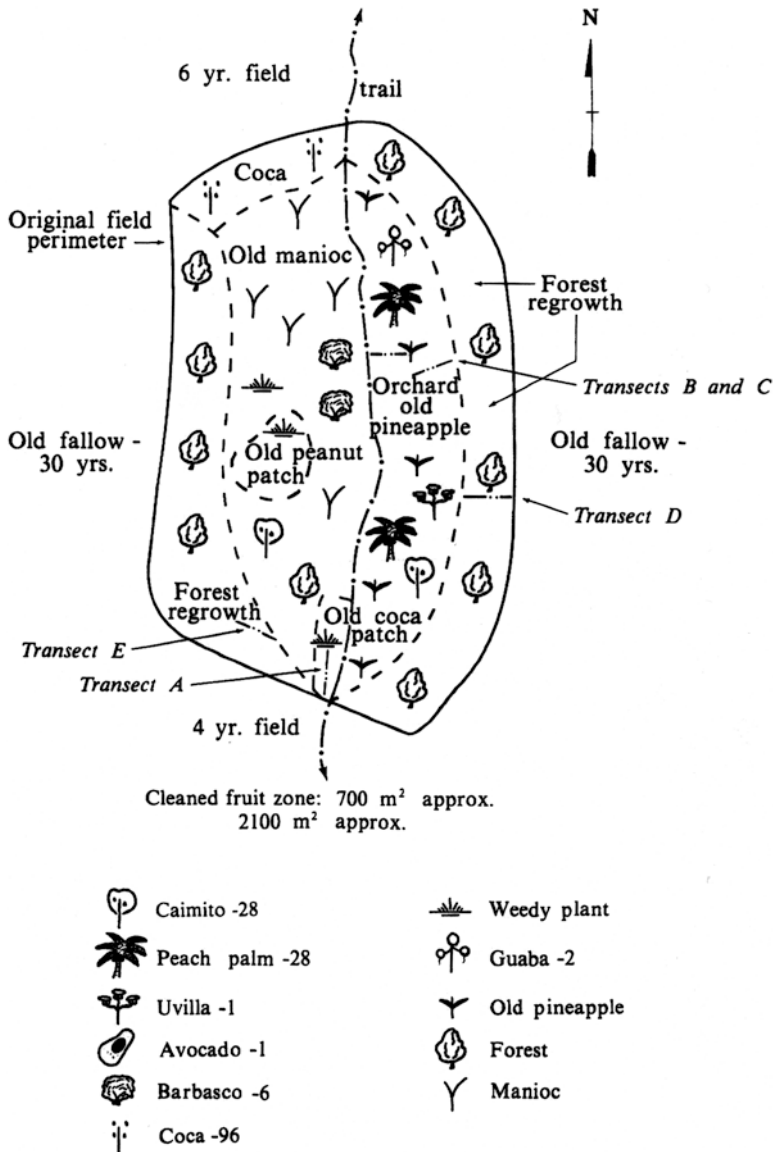 N
6 yr. field
trail
Coca
Original field
perimeter
Old manioc
Forest
regrowth
Orchard
old
pineapple
Transects B and C
Old fallow -
30 yrs.
Old peanut
patch
Old fallow -
30 yrs.
Transect D
Forest
regrowth
Old coca
patch
Transect E
Transect A
4 yr. field
Cleaned fruit zone: 700 m² approx.
2100 m² approx.
Caimito -28
Peach palm -28
Uvilla -1
Avocado -1
Barbasco -6
Coca -96
Weedy plant
Guaba -2
Old pineapple
Forest
Manioc